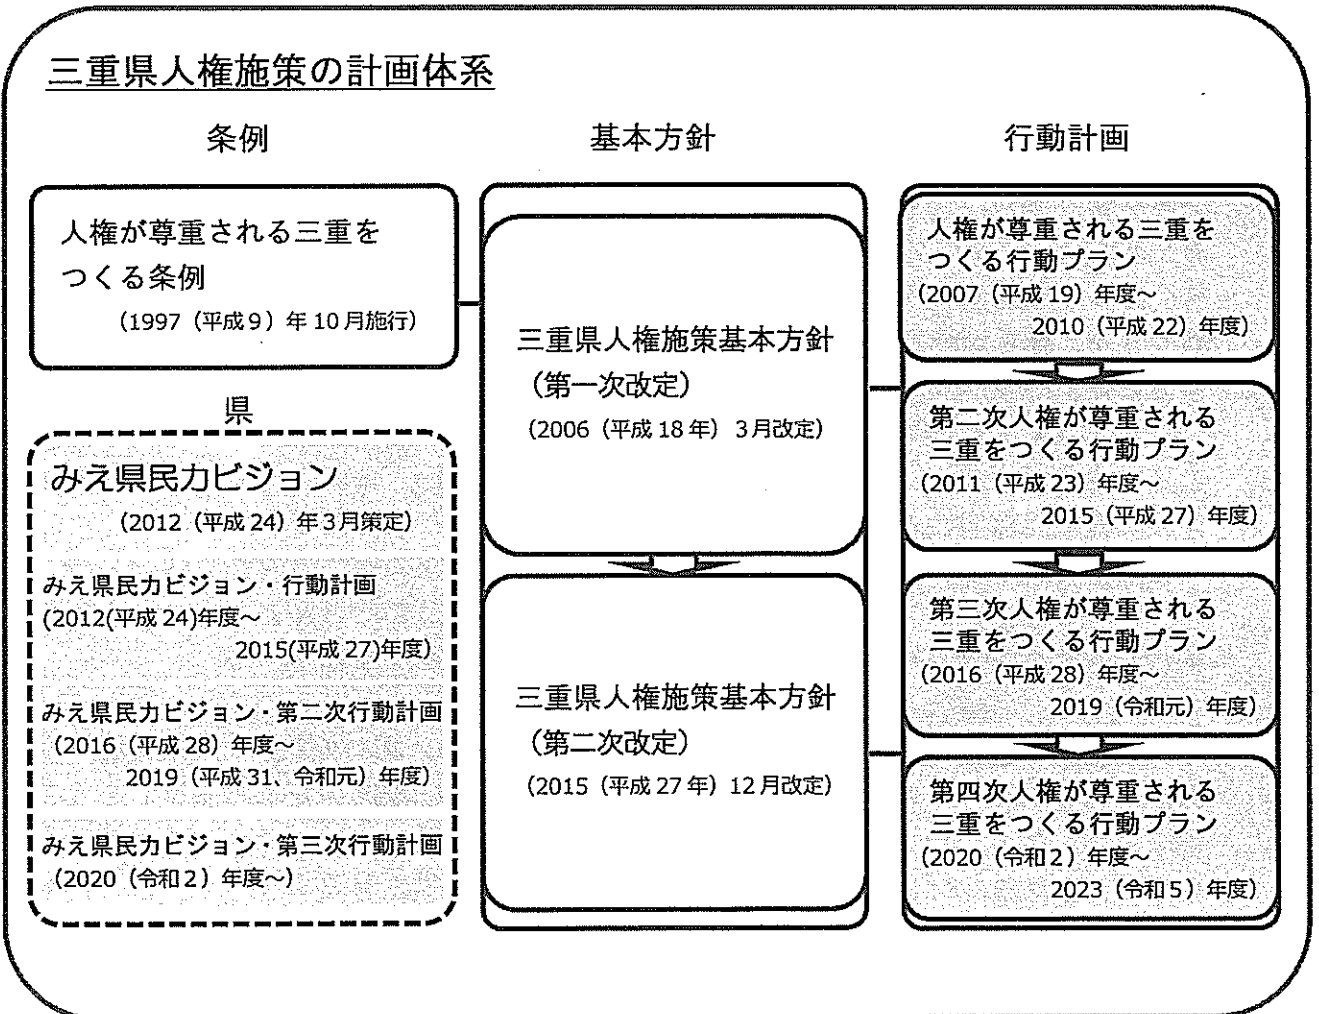 三重県人権施策の計画体系
条例
人権が尊重される三重を
つくる条例
（1997（平成9）年10月施行）
県
みえ県民力ビジョン
（2012（平成24）年3月策定）
みえ県民力ビジョン・行動計画
(2012(平成24)年度～
2015(平成27)年度）
みえ県民力ビジョン・第二次行動計画
（2016（平成28）年度～
2019（平成31、令和元）年度）
みえ県民力ビジョン・第三次行動計画
（2020（令和2）年度～）
基本方針
三重県人権施策基本方針
（第一次改定）
（2006（平成18年）3月改定）
三重県人権施策基本方針
（第二次改定）
（2015（平成27年）12月改定）
行動計画
人権が尊重される三重を
つくる行動プラン
（2007（平成19）年度～
2010（平成22）年度）
第二次人権が尊重される
三重をつくる行動プラン
（2011（平成23）年度～
2015（平成27）年度）
第三次人権が尊重される
三重をつくる行動プラン
（2016（平成28）年度～
2019（令和元）年度）
第四次人権が尊重される
三重をつくる行動プラン
（2020（令和2）年度～
2023（令和5）年度）